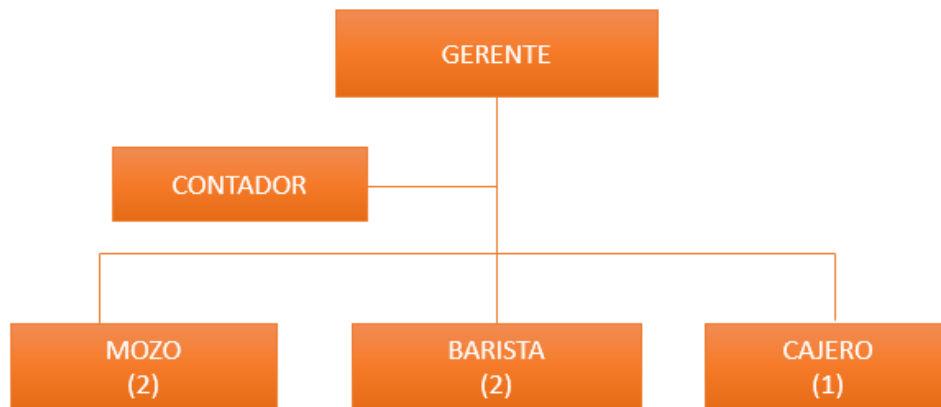 GERENTE
CONTADOR
MOZO
(2)
BARISTA
(2)
CAJERO
(1)